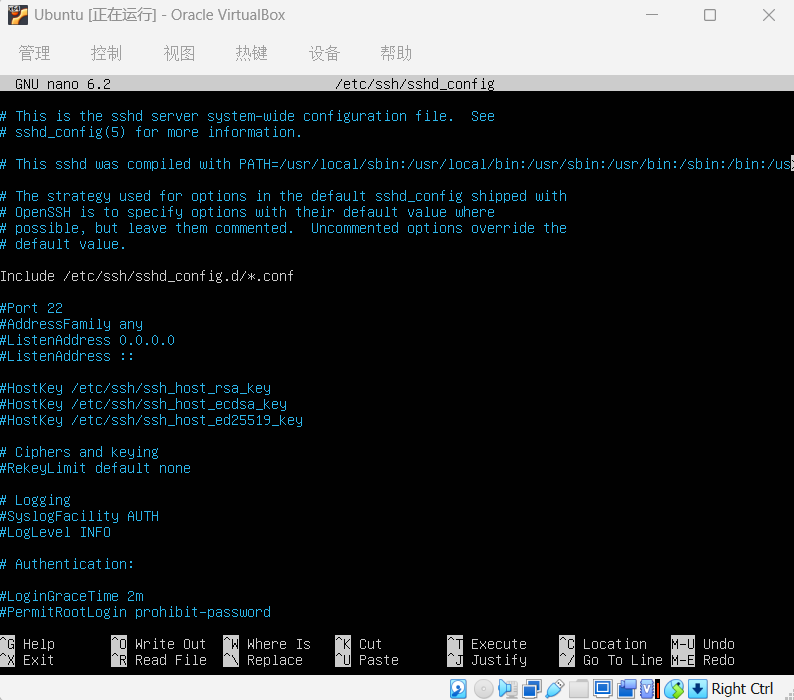 Ubuntu [正在运行] - Oracle VirtualBox
管理 控制 视图 热键 设备 帮助
GNU nano 6.2 /etc/ssh/sshd_config
# This is the sshd server system-wide configuration file.  See
# sshd_config(5) for more information.
# This sshd was compiled with PATH=/usr/local/sbin:/usr/local/bin:/usr/sbin:/usr/bin:/sbin:/bin:/us>
# The strategy used for options in the default sshd_config shipped with
# OpenSSH is to specify options with their default value where
# possible, but leave them commented.  Uncommented options override the
# default value.
Include /etc/ssh/sshd_config.d/*.conf
#Port 22
#AddressFamily any
#ListenAddress 0.0.0.0
#ListenAddress ::
#HostKey /etc/ssh/ssh_host_rsa_key
#HostKey /etc/ssh/ssh_host_ecdsa_key
#HostKey /etc/ssh/ssh_host_ed25519_key
# Ciphers and keying
#RekeyLimit default none
# Logging
#SyslogFacility AUTH
#LogLevel INFO
# Authentication:
#LoginGraceTime 2m
#PermitRootLogin prohibit-password
^G Help ^O Write Out ^W Where Is ^K Cut ^T Execute ^C Location M-U Undo
^X Exit ^R Read File ^\ Replace ^U Paste ^J Justify ^/ Go To Line M-E Redo
Right Ctrl